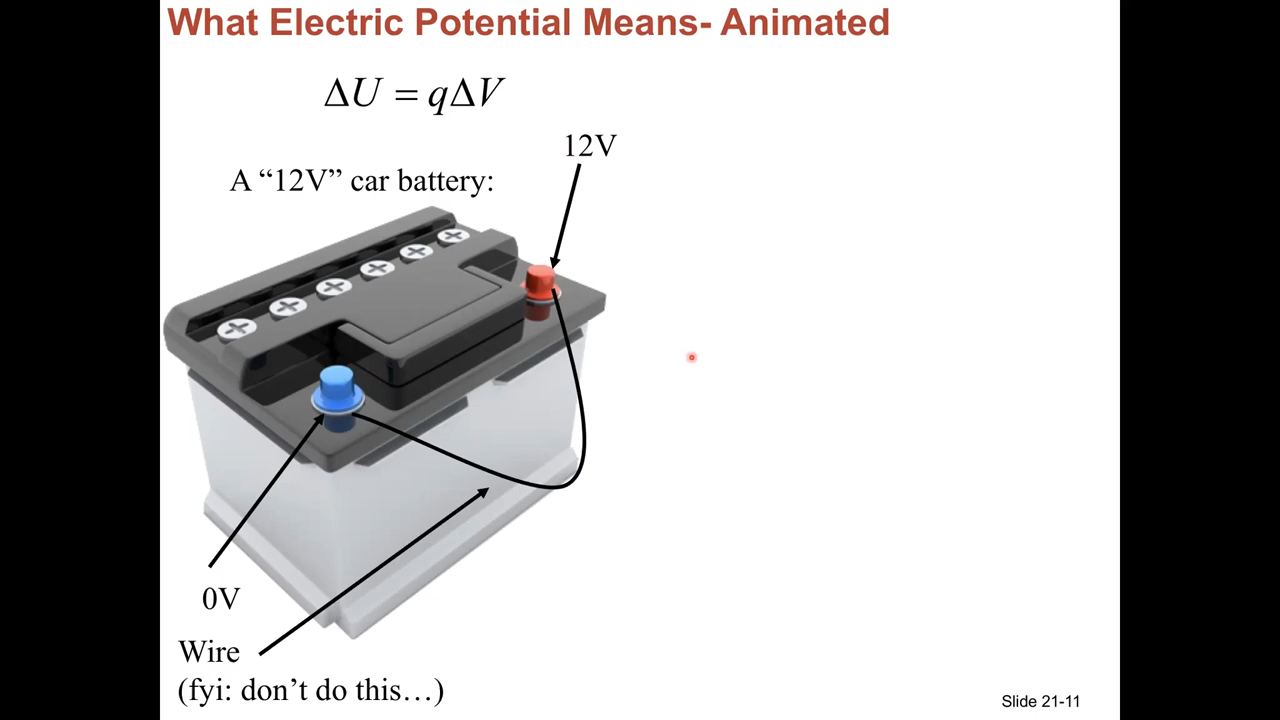 What Electric Potential Means- Animated
ΔU = qΔV
12V
A “12V” car battery:
0V
Wire
(fyi: don’t do this…)
Slide 21-11